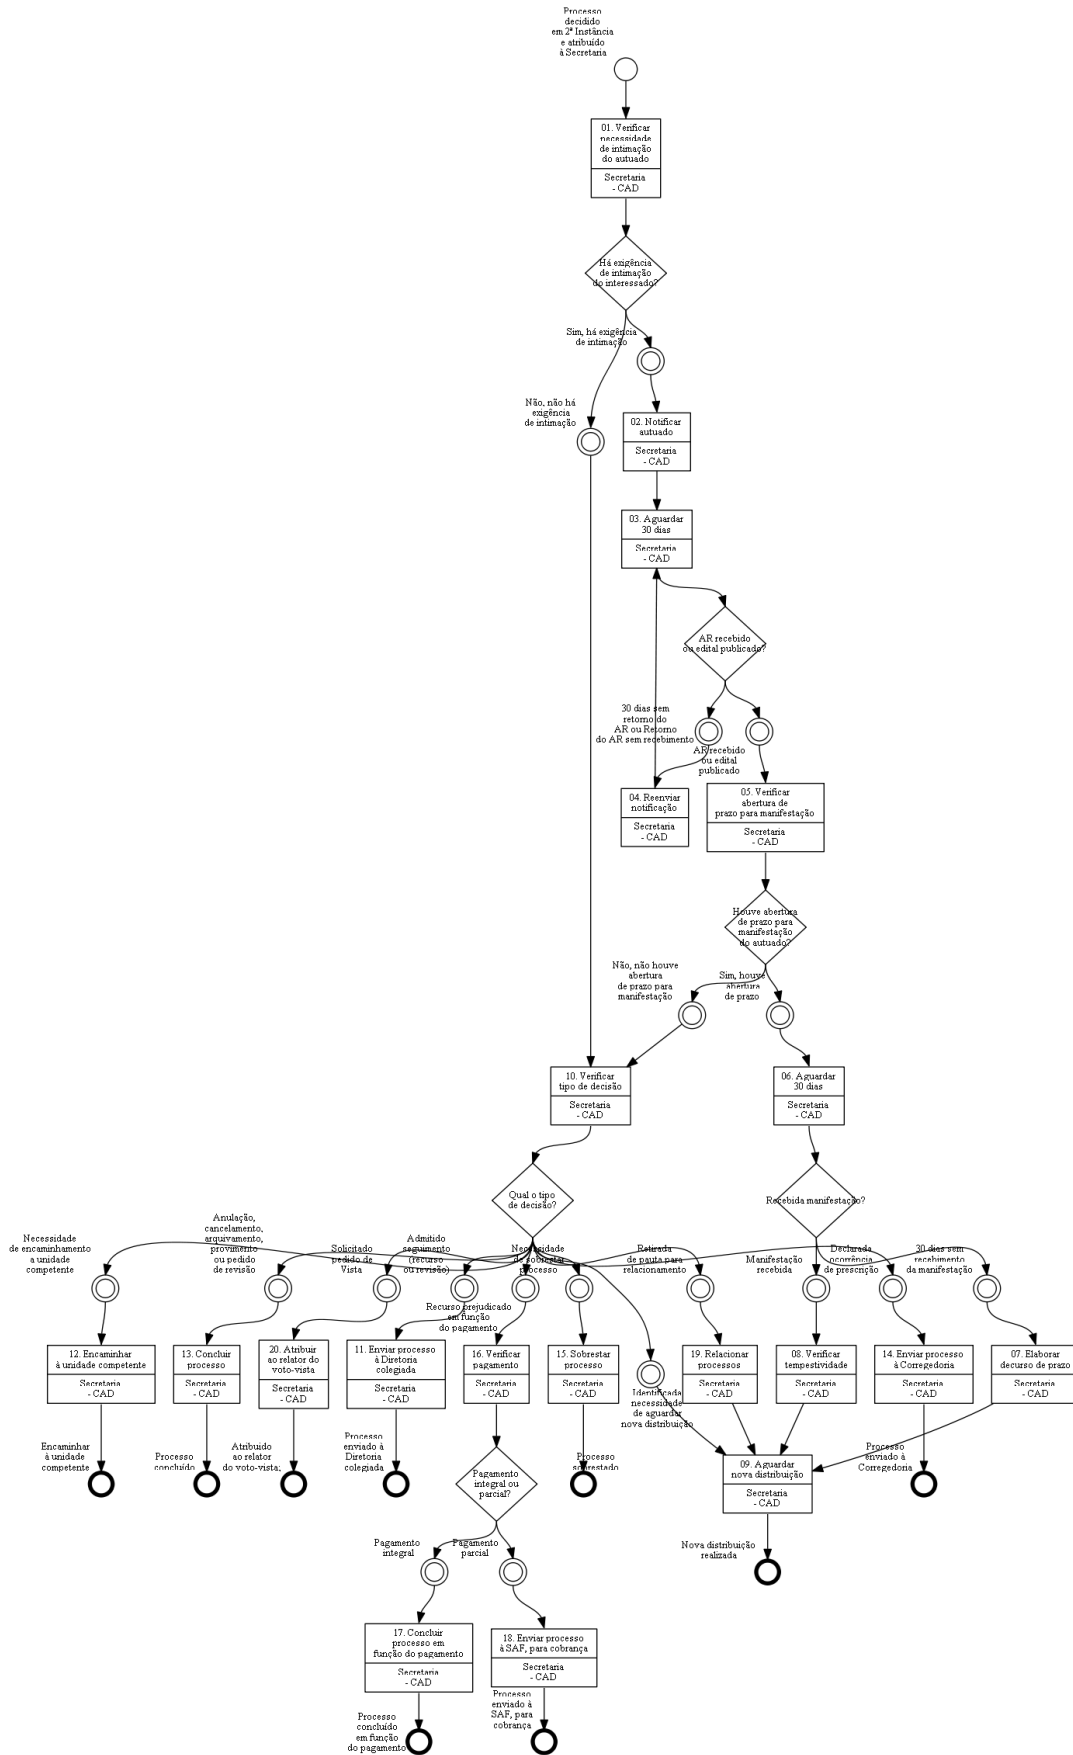 Processo
decidido
em 2ª Instância
e atribuído
à Secretaria
01. Verificar
necessidade
de intimação
do autuado
Secretaria
- CAD
Há exigência
de intimação
do interessado?
Sim, há exigência
de intimação
Não, não há
exigência
de intimação
02. Notificar
autuado
Secretaria
- CAD
03. Aguardar
30 dias
Secretaria
- CAD
AR recebido
ou edital publicado?
30 dias sem
retorno do
AR ou Retorno
do AR sem recebimento
AR recebido
ou edital
publicado
04. Reenviar
notificação
Secretaria
- CAD
05. Verificar
abertura de
prazo para manifestação
Secretaria
- CAD
Houve abertura
de prazo para
manifestação
do autuado?
Não, não houve
abertura
de prazo para
manifestação
Sim, houve
abertura
de prazo
10. Verificar
tipo de decisão
Secretaria
- CAD
06. Aguardar
30 dias
Secretaria
- CAD
Qual o tipo
de decisão?
Recebida manifestação?
Necessidade
de encaminhamento
a unidade
competente
Anulação,
cancelamento,
arquivamento,
provimento
ou pedido
de revisão
Solicitado
pedido de
Vista
Admitido
seguimento
(recurso
ou revisão)
Recurso prejudicado
em função
do pagamento
Necessidade
de sobrestar
processo
Retirada
de pauta para
relacionamento
Manifestação
recebida
Declarada
ocorrência
de prescrição
30 dias sem
recebimento
da manifestação
12. Encaminhar
à unidade competente
Secretaria
- CAD
13. Concluir
processo
Secretaria
- CAD
20. Atribuir
ao relator do
voto-vista
Secretaria
- CAD
11. Enviar processo
à Diretoria
colegiada
Secretaria
- CAD
16. Verificar
pagamento
Secretaria
- CAD
15. Sobrestar
processo
Secretaria
- CAD
Identificada
necessidade
de aguardar
nova distribuição
19. Relacionar
processos
Secretaria
- CAD
08. Verificar
tempestividade
Secretaria
- CAD
14. Enviar processo
à Corregedoria
Secretaria
- CAD
07. Elaborar
decurso de prazo
Secretaria
- CAD
Encaminhar
à unidade
competente
Processo
concluído
Atribuido
ao relator
do voto-vista;
Processo
enviado à
Diretoria
colegiada
Pagamento
integral ou
parcial?
Processo
sobrestado
09. Aguardar
nova distribuição
Secretaria
- CAD
Processo
enviado à
Corregedoria
Pagamento
integral
Pagamento
parcial
Nova distribuição
realizada
17. Concluir
processo em
função do pagamento
Secretaria
- CAD
18. Enviar processo
à SAF, para cobrança
Secretaria
- CAD
Processo
concluído
em função
do pagamento
Processo
enviado à
SAF, para
cobrança